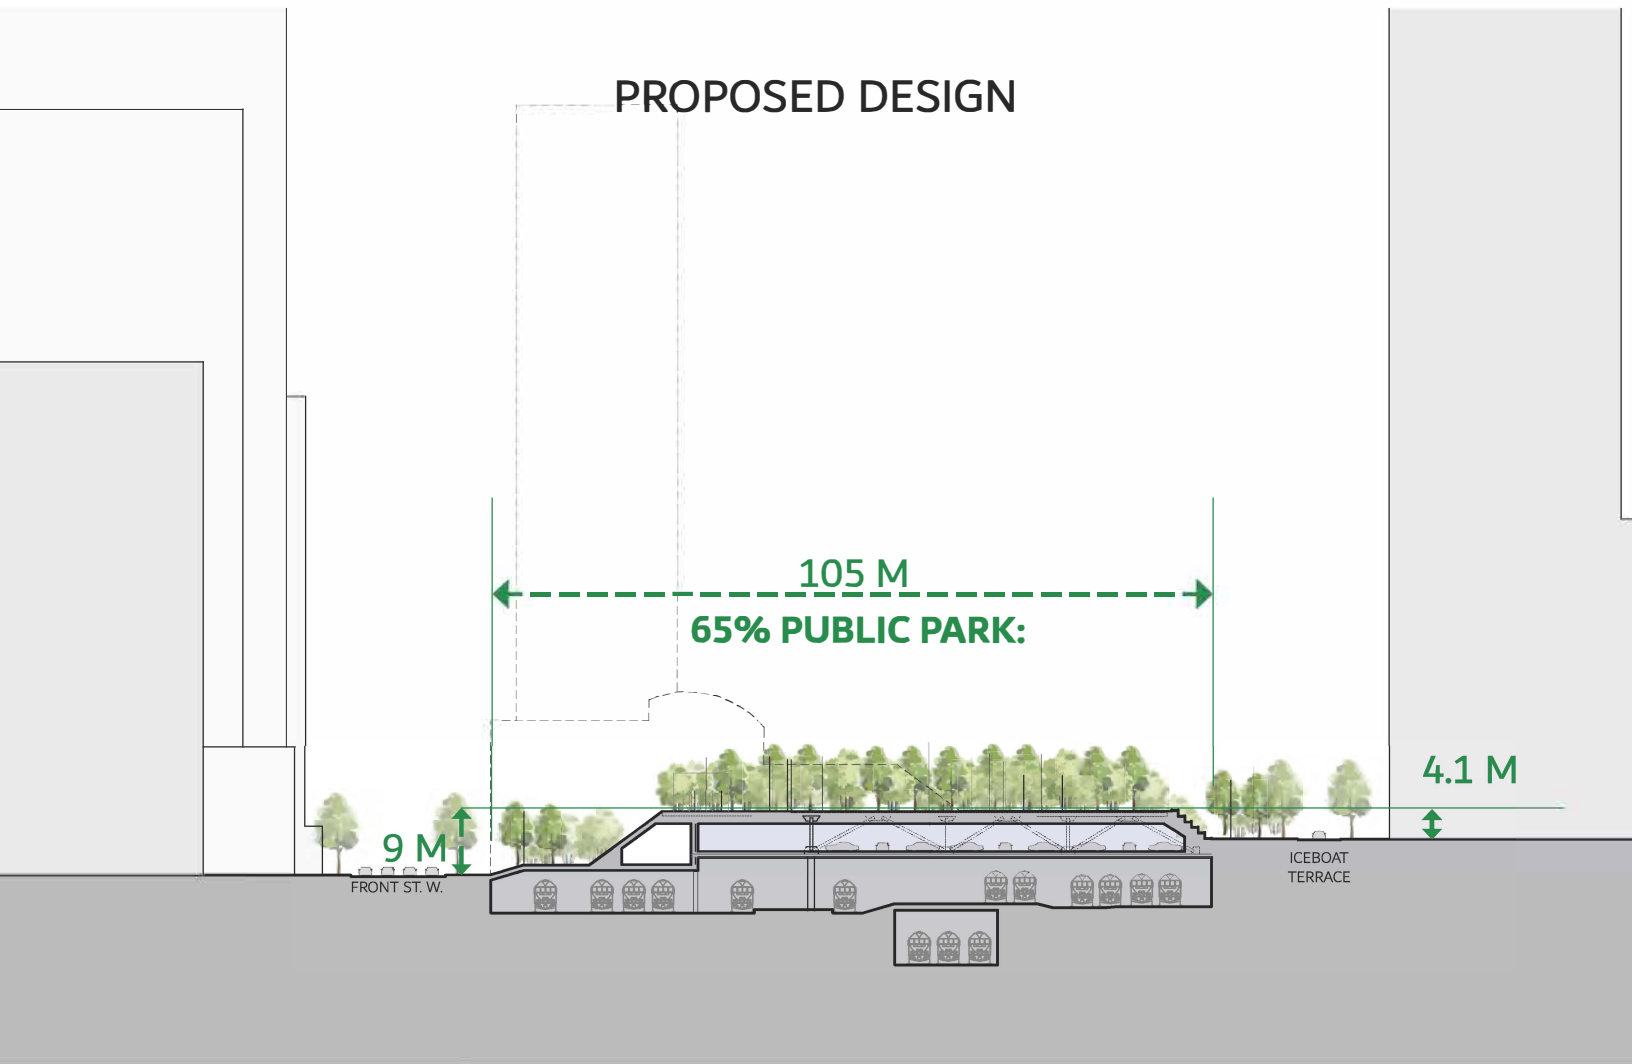 PROPOSED DESIGN
105 M
65% PUBLIC PARK:
4.1 M
9 M
FRONT ST. W.
ICEBOAT
TERRACE